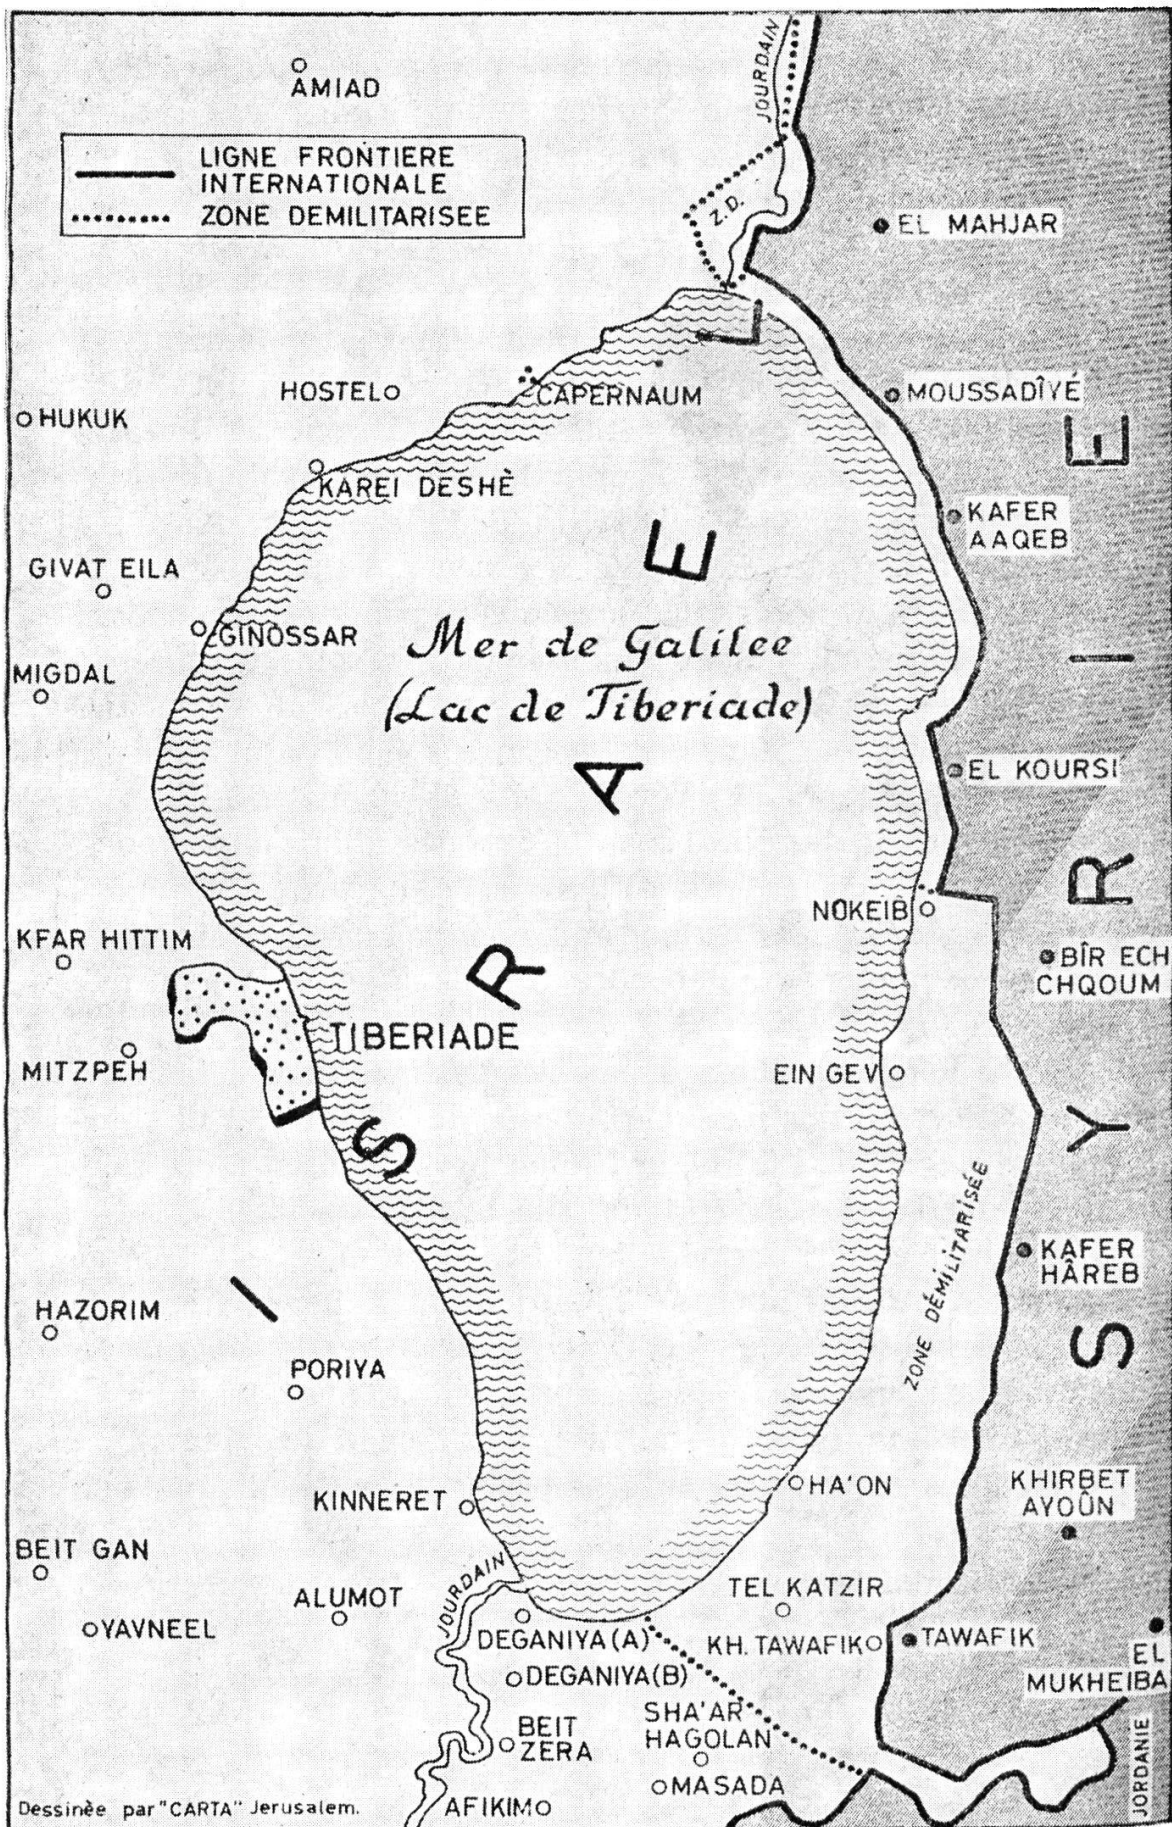 JOURDAIN
AMIAD
LIGNE FRONTIERE
INTERNATIONALE
ZONE DEMILITARISEE
Z.D.
EL MAHJAR
HOSTEL
CAPERNAUM
MOUSSADÎYÉ
HUKUK
KAREI DESHÈ
KAFER
AAQEB
GIVAT EILA
GINOSSAR
Mer de Galilee
(Lac de Tiberiade)
MIGDAL
EL KOURSI
NOKEIB
KFAR HITTIM
BÎR ECH
CHQOUM
TIBERIADE
MITZPEH
EIN GEV
ISRAEL
SYRIE
ZONE DÉMILITARISÉE
KAFER
HÂREB
HAZORIM
PORIYA
HA'ON
KHIRBET
AYOÛN
KINNERET
BEIT GAN
JOURDAIN
ALUMOT
TEL KATZIR
YAVNEEL
DEGANIYA (A)
KH. TAWAFIK
TAWAFIK
EL
MUKHEIBA
DEGANIYA (B)
SHA'AR
HAGOLAN
BEIT
ZERA
MASADA
JORDANIE
Dessinèe par "CARTA" Jerusalem.
AFIKIM